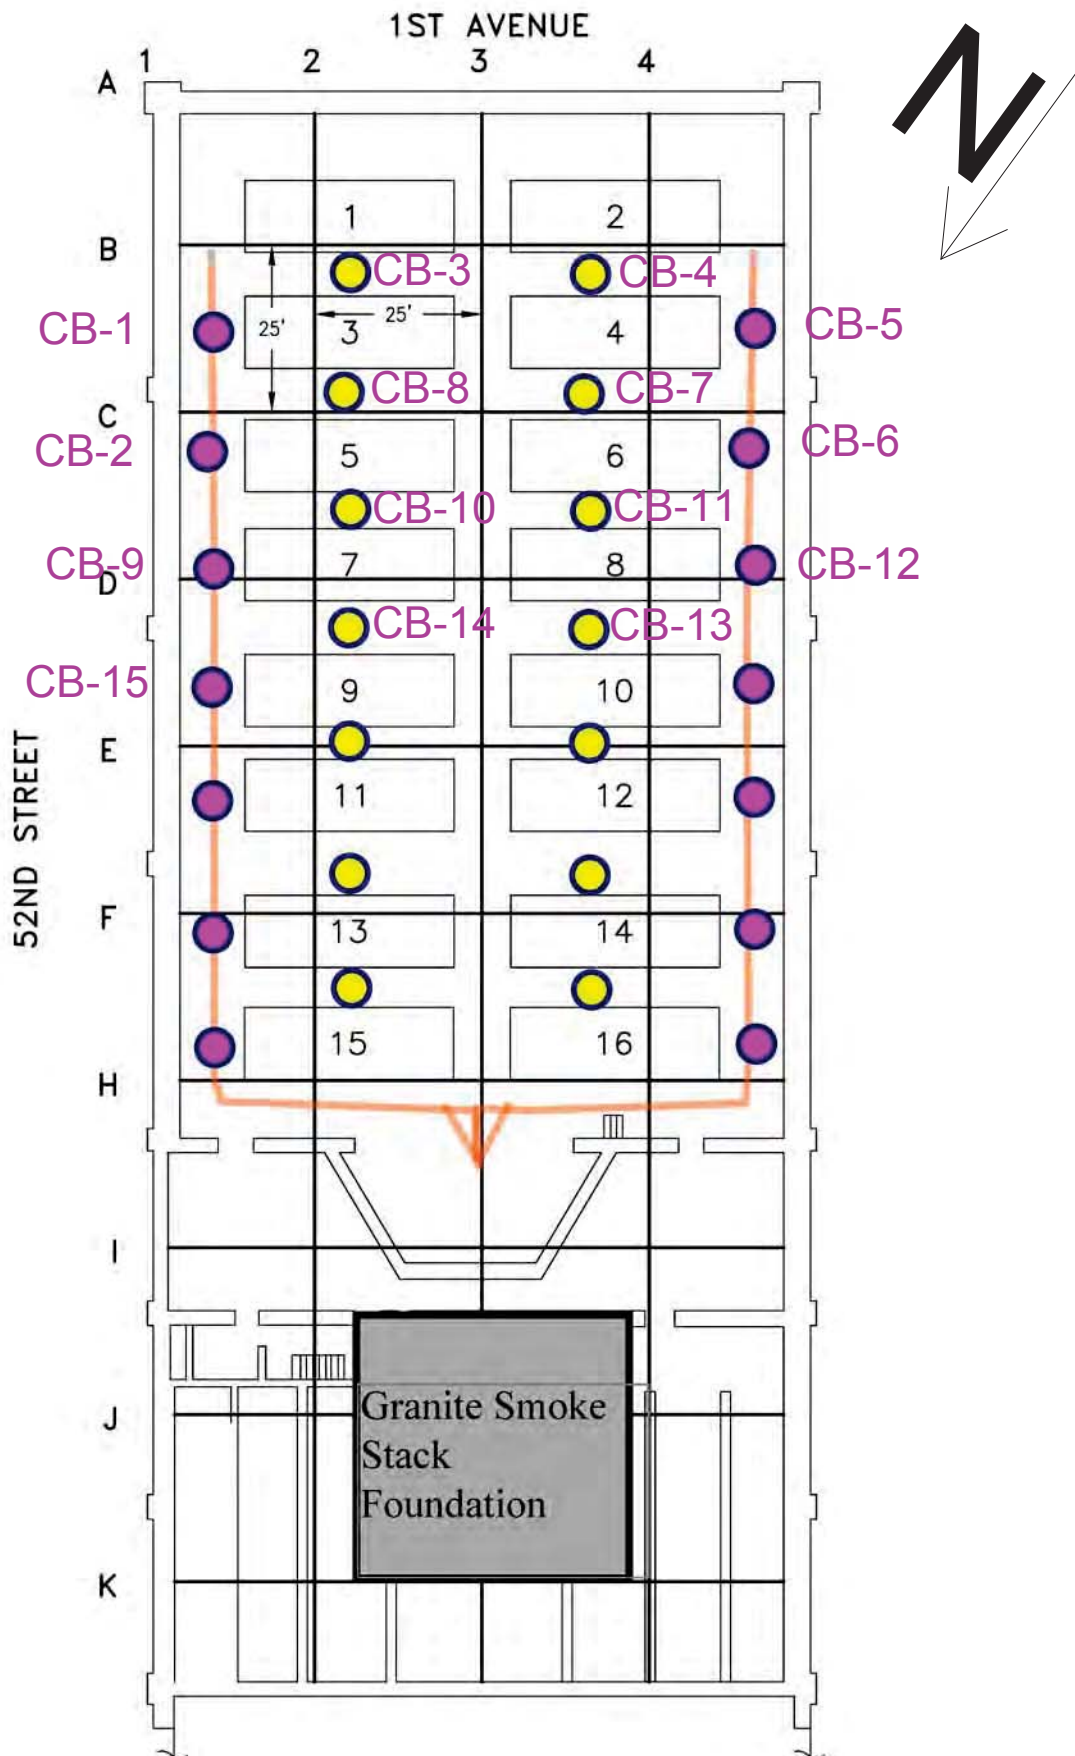 1ST AVENUE
1 2 3 4
N
A
1 2
B
CB-3 CB-4
CB-1 25' 25' 3 4 CB-5
CB-8 CB-7
C
CB-2 5 6 CB-6
CB-10 CB-11
CB-9 7 8 CB-12
D
CB-14 CB-13
CB-15 9 10
E
52ND STREET
11 12
F
13 14
15 16
H
I
Granite Smoke
J
Stack
Foundation
K